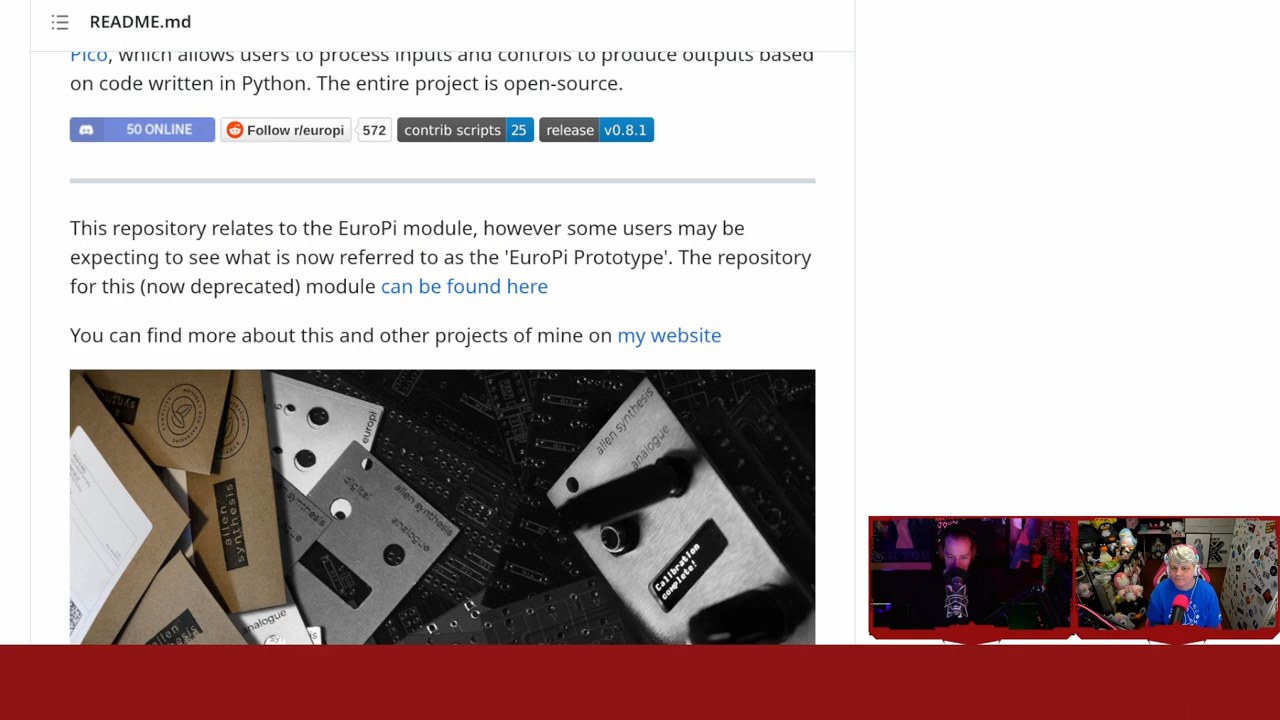 README.md
Pico, which allows users to process inputs and controls to produce outputs based
on code written in Python. The entire project is open-source.
50 ONLINE Follow r/europi 572 contrib scripts 25 release v0.8.1
This repository relates to the EuroPi module, however some users may be
expecting to see what is now referred to as the 'EuroPi Prototype'. The repository
for this (now deprecated) module can be found here
You can find more about this and other projects of mine on my website
europi
allen synthesis
analogue
digital
allen synthesis
analogue
allen
synthesis
Calibration
complete!
analogue